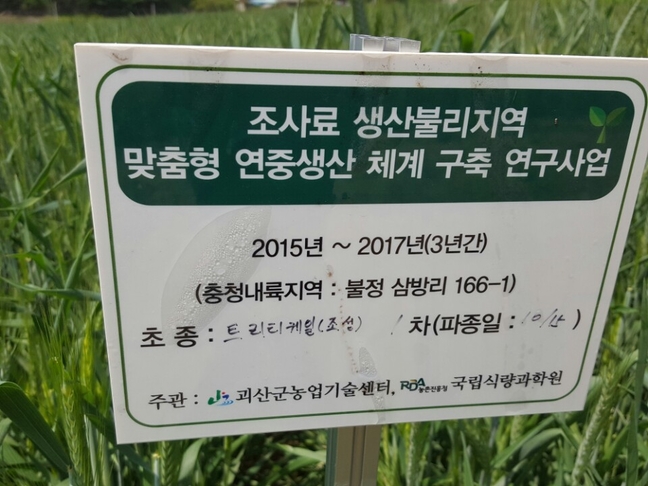 조사료 생산불리지역
맞춤형 연중생산 체계 구축 연구사업
2015년 ~ 2017년(3년간)
(충청내륙지역 : 불정 삼방리 166-1)
초 종 : 트리티케일(조성) 1 차(파종일 : 10/15)
주관 : 괴산군농업기술센터, RDA 농촌진흥청 국립식량과학원